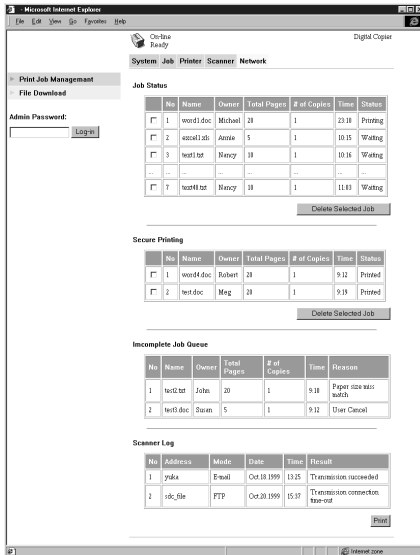 - Microsoft Internet Explorer
File Edit View Go Favorites Help
On-line
Ready
Digital Copier
System Job Printer Scanner Network
Print Job Management
File Download
Admin Password:
Log-in
Job Status
No Name Owner Total Pages # of Copies Time Status
1 word1.doc Michael 20 1 23:10 Printing
2 excel1.xls Annie 5 1 10:15 Waiting
3 text1.txt Nancy 10 1 10:16 Waiting
... ... ... ... ... ... ...
7 text40.txt Nancy 10 1 11:03 Waiting
Delete Selected Job
Secure Printing
No Name Owner Total Pages # of Copies Time Status
1 word4.doc Robert 20 1 9:12 Printed
2 test.doc Meg 20 1 9:19 Printed
Delete Selected Job
Imcomplete Job Queue
No Name Owner Total Pages # of Copies Time Reason
1 test2.txt John 20 1 9:10 Paper size miss match
2 test3.doc Susan 5 1 9:12 User Cancel
Scanner Log
No Address Mode Date Time Result
1 yuka E-mail Oct.18.1999 13:25 Transmission succeeded
2 sdc_file FTP Oct.20.1999 15:37 Transmission connection time-out
Print
Internet zone